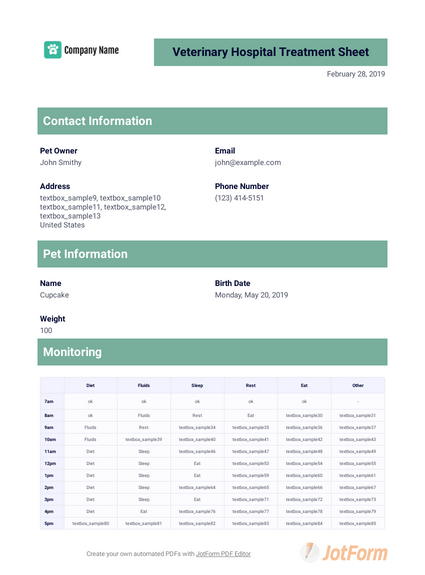 Company Name
Veterinary Hospital Treatment Sheet
February 28, 2019
Contact Information
Pet Owner Email
John Smithy john@example.com
Address Phone Number
textbox_sample9, textbox_sample10 (123) 414-5151
textbox_sample11, textbox_sample12,
textbox_sample13
United States
Pet Information
Name Birth Date
Cupcake Monday, May 20, 2019
Weight
100
Monitoring
Diet Fluids Sleep Rest Eat Other
7am ok ok ok ok ok -
8am ok Fluids Rest Eat textbox_sample30 textbox_sample31
9am Fluids Rest textbox_sample34 textbox_sample35 textbox_sample36 textbox_sample37
10am Fluids textbox_sample39 textbox_sample40 textbox_sample41 textbox_sample42 textbox_sample43
11am Diet Sleep textbox_sample46 textbox_sample47 textbox_sample48 textbox_sample49
12pm Diet Sleep Eat textbox_sample53 textbox_sample54 textbox_sample55
1pm Diet Sleep Eat textbox_sample59 textbox_sample60 textbox_sample61
2pm Diet Sleep textbox_sample64 textbox_sample65 textbox_sample66 textbox_sample67
3pm Diet Sleep Eat textbox_sample71 textbox_sample72 textbox_sample73
4pm Diet Eat textbox_sample76 textbox_sample77 textbox_sample78 textbox_sample79
5pm textbox_sample80 textbox_sample81 textbox_sample82 textbox_sample83 textbox_sample84 textbox_sample85
Create your own automated PDFs with JotForm PDF Editor
JotForm